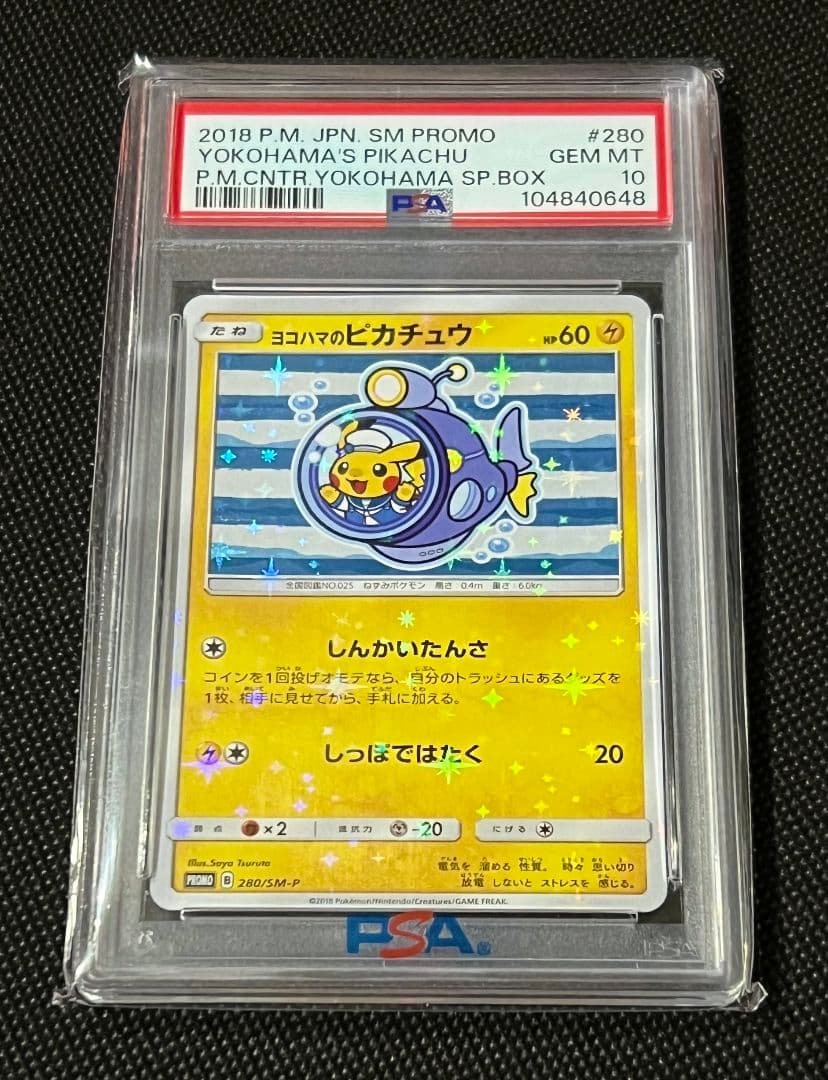 2018 P.M. JPN. SM PROMO #280
YOKOHAMA'S PIKACHU GEM MT
P.M.CNTR.YOKOHAMA SP.BOX 10
PSA 104840648
たね ヨコハマのピカチュウ HP60
全国図鑑NO.025 ねずみポケモン 高さ:0.4m 重さ:6.0kg
しんかいたんさ
コインを1回投げオモテなら、自分のトラッシュにあるグッズを
1枚、相手に見せてから、手札に加える。
しっぽではたく 20
弱点 ×2 抵抗力 -20 にげる
Illus.Saya Tsuruta
電気を 溜める 性質。 時々 思い切り
放電 しないと ストレスを 感じる。
PROMO B 280/SM-P
©2018 Pokémon/Nintendo/Creatures/GAME FREAK.
PSA